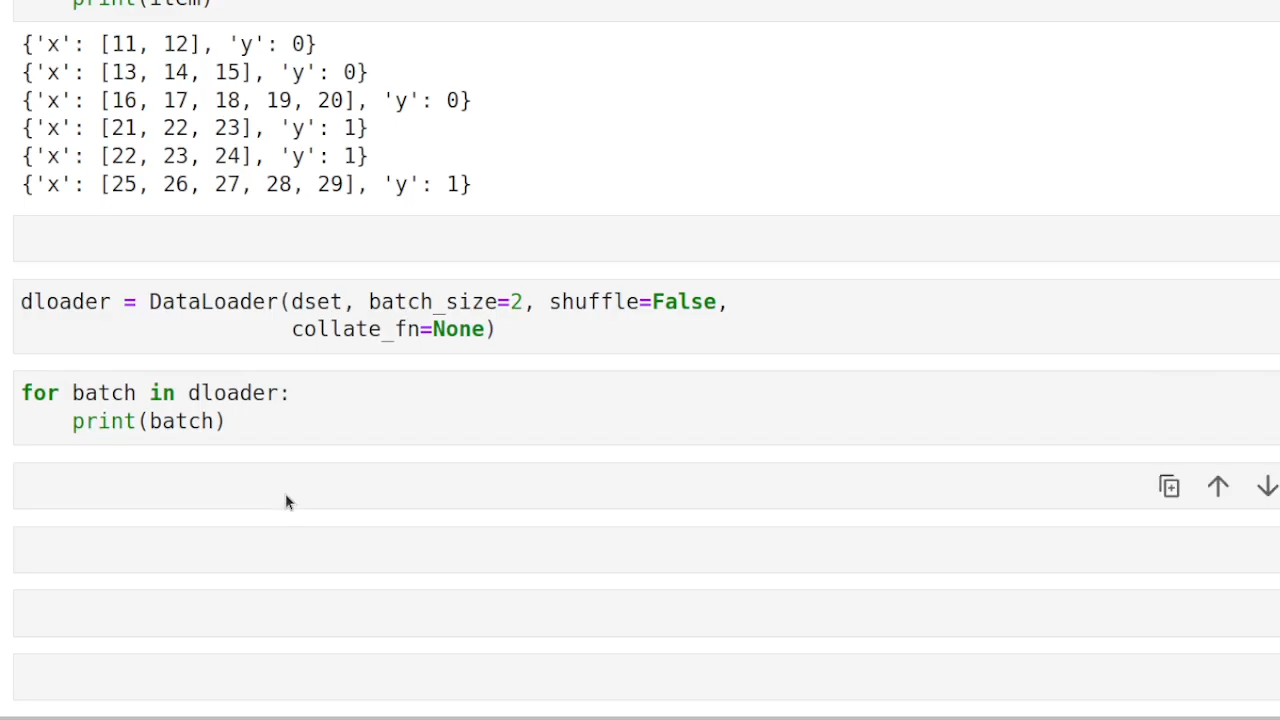 print(item)
{'x': [11, 12], 'y': 0}
{'x': [13, 14, 15], 'y': 0}
{'x': [16, 17, 18, 19, 20], 'y': 0}
{'x': [21, 22, 23], 'y': 1}
{'x': [22, 23, 24], 'y': 1}
{'x': [25, 26, 27, 28, 29], 'y': 1}
dloader = DataLoader(dset, batch_size=2, shuffle=False,
collate_fn=None)
for batch in dloader:
print(batch)